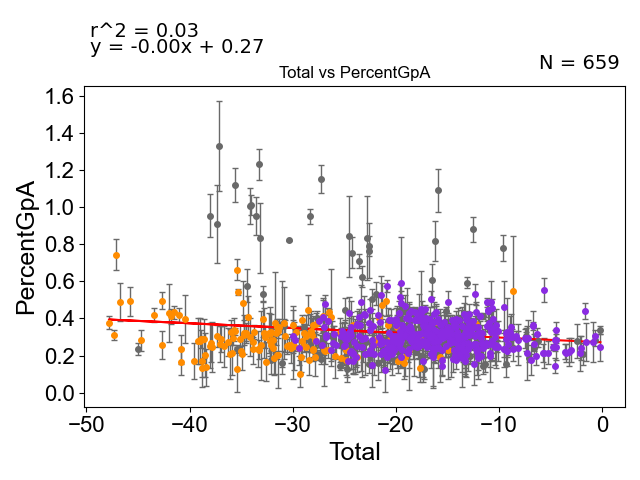 r^2 = 0.03
y = -0.00x + 0.27
N = 659
Total vs PercentGpA
PercentGpA
1.6
1.4
1.2
1.0
0.8
0.6
0.4
0.2
0.0
−50
−40
−30
−20
−10
0
Total